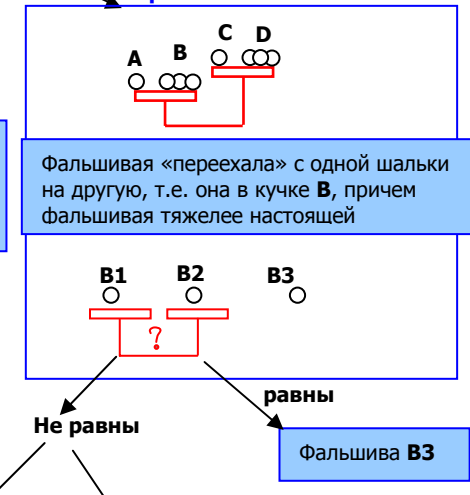 A B C D
Фальшивая «переехала» с одной шальки
на другую, т.е. она в кучке B, причем
фальшивая тяжелее настоящей
B1 B2 B3
?
равны
Не равны
Фальшива B3